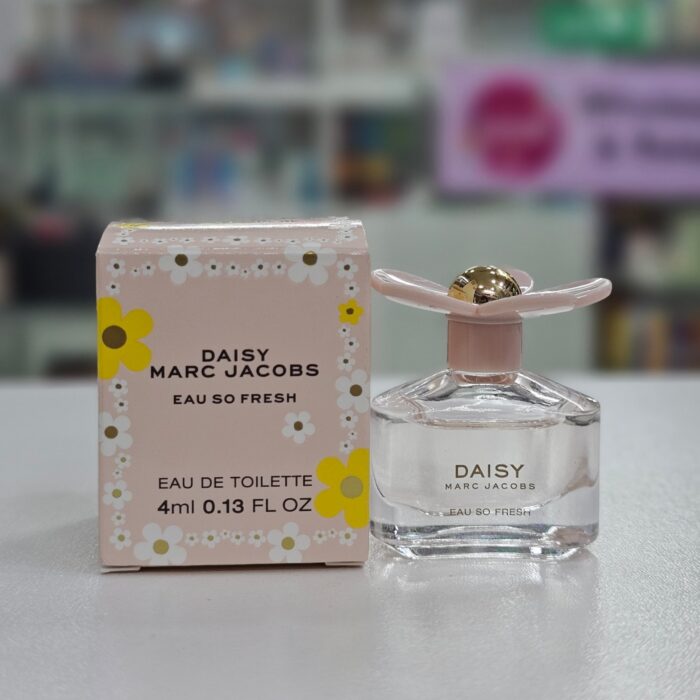 DAISY
MARC JACOBS
EAU SO FRESH
EAU DE TOILETTE
4ml 0.13 FL OZ
DAISY
MARC JACOBS
EAU SO FRESH